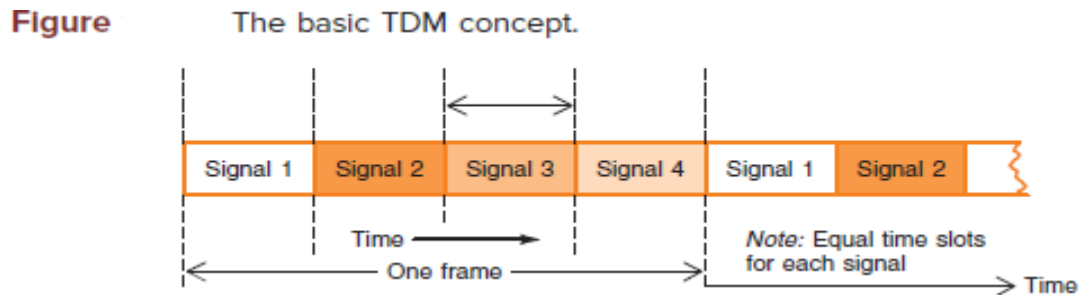 Figure The basic TDM concept.
Signal 1 Signal 2 Signal 3 Signal 4 Signal 1 Signal 2
Time
One frame
Note: Equal time slots
for each signal
Time